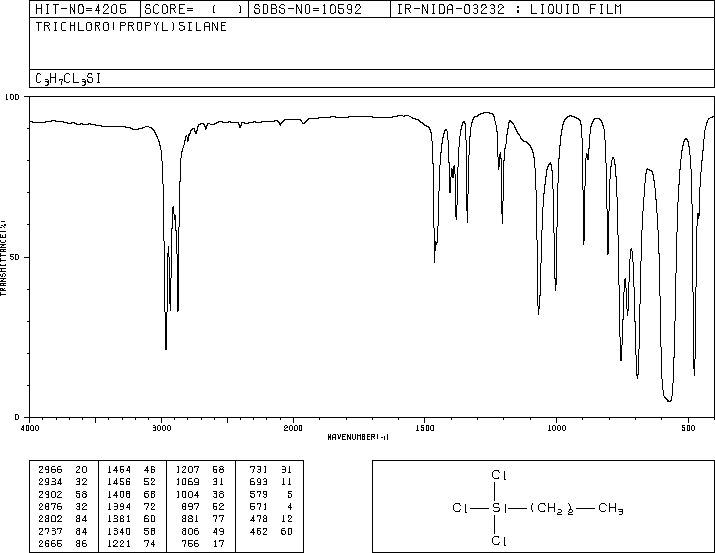 HIT-NO=4205 SCORE= ( ) SDBS-NO=10592 IR-NIDA-03232 : LIQUID FILM
TRICHLORO(PROPYL)SILANE
C3H7CL3SI
100
50
0
TRANSMITTANCE(%)
4000 3000 2000 1500 1000 500
WAVENUMBER(-1)
2966 20 1464 46 1207 58 731 31
2934 32 1456 52 1069 31 693 11
2902 58 1408 66 1004 38 579 5
2876 32 1394 72 897 52 571 4
2802 84 1381 60 881 77 478 12
2737 84 1340 58 806 49 462 60
2666 86 1221 74 756 17
Cl
Cl—Si—(CH2)2—CH3
Cl